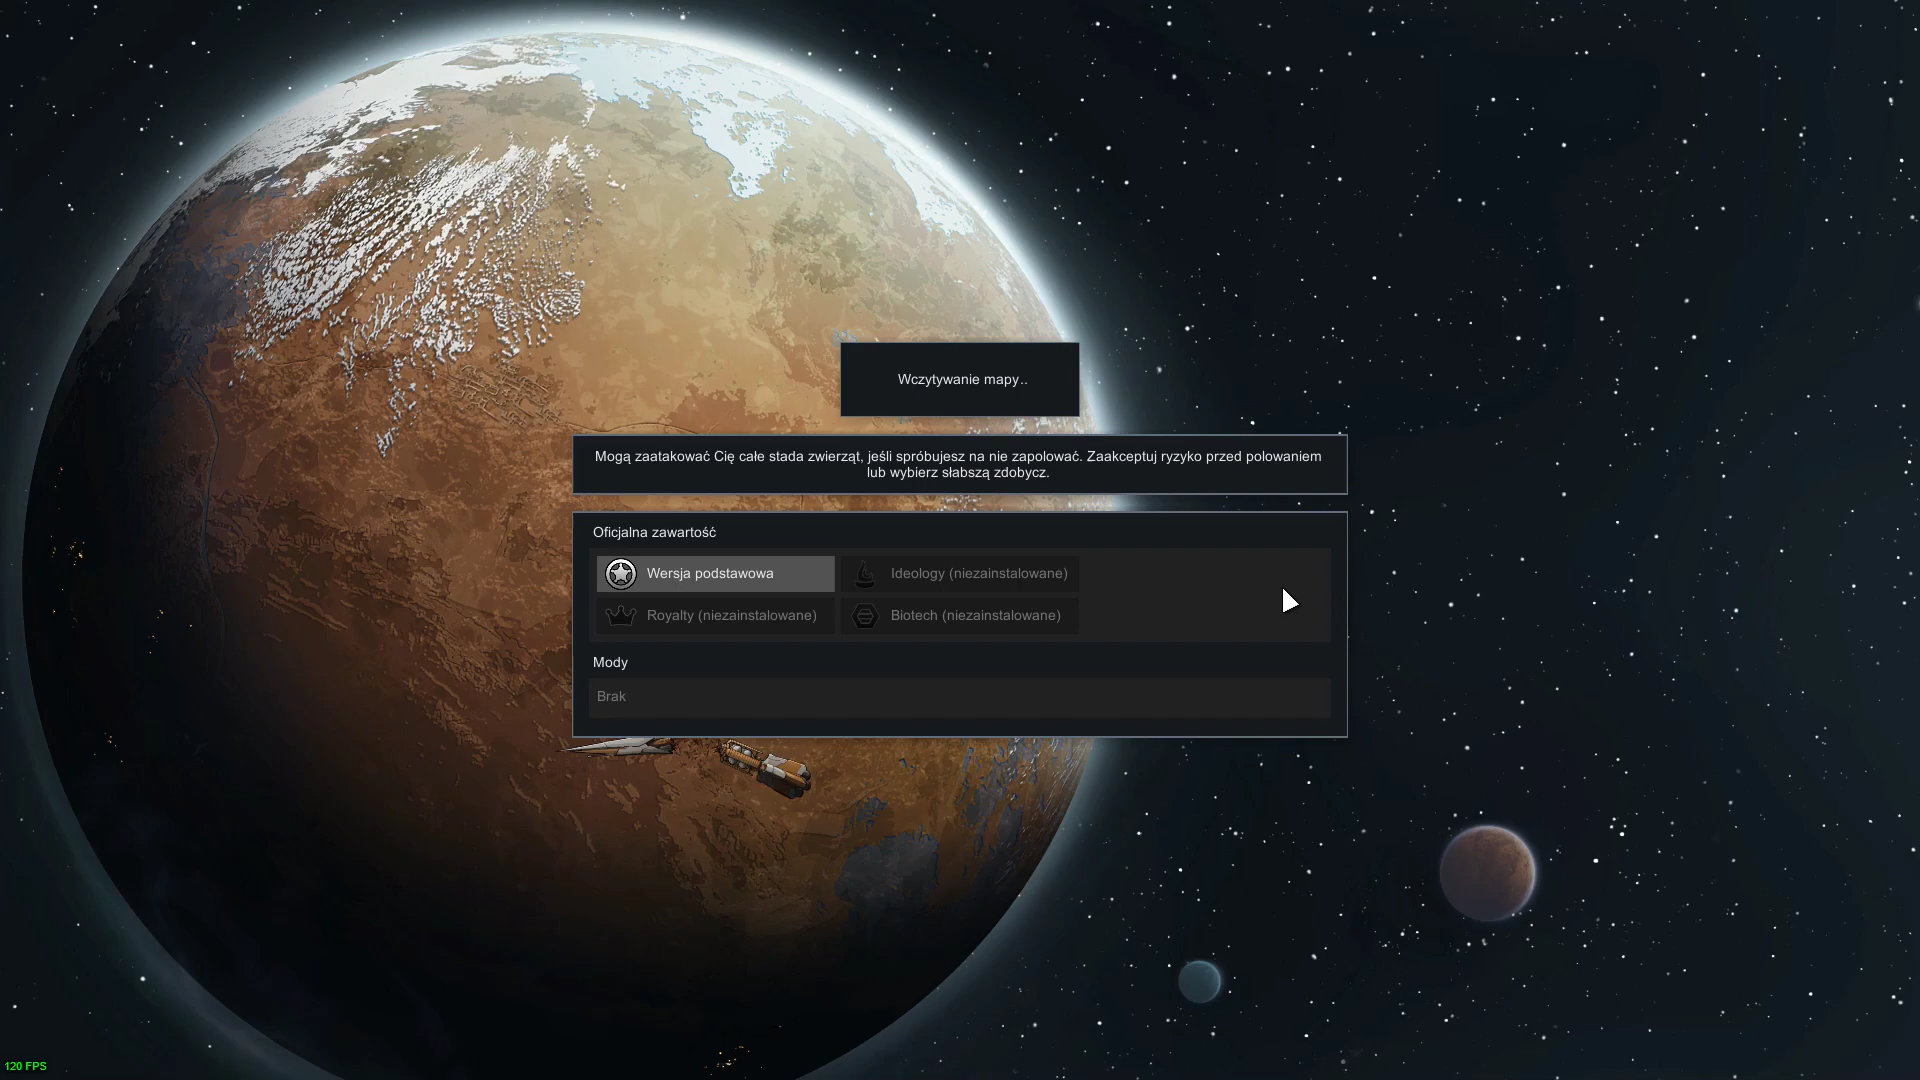 Wczytywanie mapy..
Mogą zaatakować Cię całe stada zwierząt, jeśli spróbujesz na nie zapolować. Zaakceptuj ryzyko przed polowaniem
lub wybierz słabszą zdobycz.
Oficjalna zawartość
Wersja podstawowa
Ideology (niezainstalowane)
Royalty (niezainstalowane)
Biotech (niezainstalowane)
Mody
Brak
120 FPS